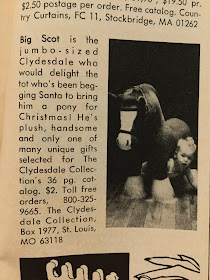 $2.50 postage per order. Free catalog. Coun-
try Curtains, FC 11, Stockbridge, MA 01262
Big Scot is the
jumbo-sized
Clydesdale who
would delight the
tot who's been beg-
ging Santa to bring
him a pony for
Christmas! He's
plush, handsome
and only one of
many unique gifts
selected for The
Clydesdale Collec-
tion's 36 pg. cat-
alog. $2. Toll free
orders, 800-325-
9665. The Clydes-
dale Collection,
Box 1977, St. Louis,
MO 63118